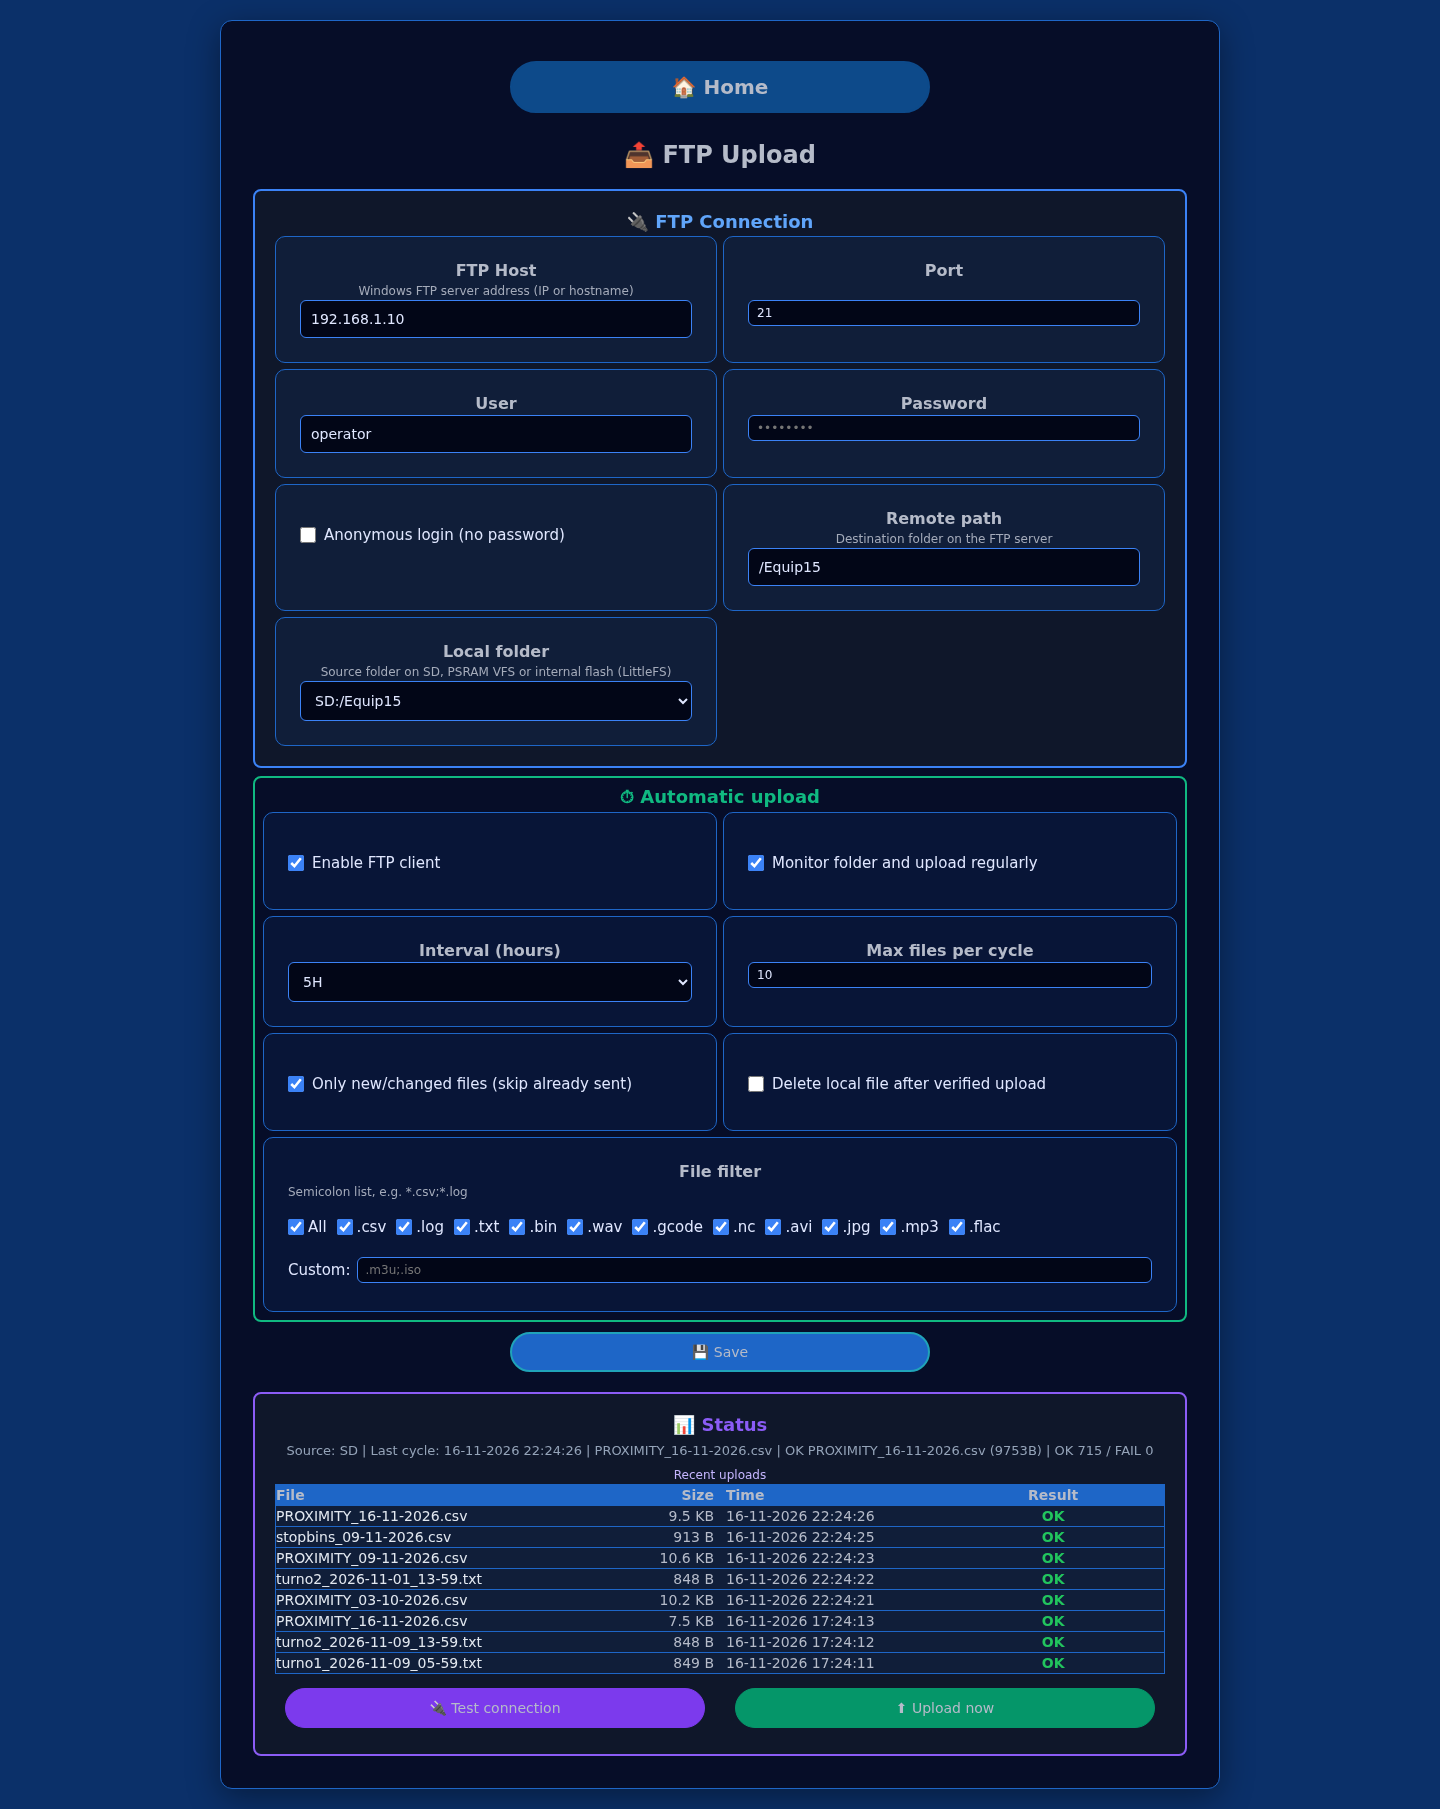 🏠 Home
📤 FTP Upload
🔌 FTP Connection
FTP Host
Windows FTP server address (IP or hostname)
192.168.1.10
Port
21
User
operator
Password
••••••••
Anonymous login (no password)
Remote path
Destination folder on the FTP server
/Equip15
Local folder
Source folder on SD, PSRAM VFS or internal flash (LittleFS)
SD:/Equip15
⏱ Automatic upload
Enable FTP client
Monitor folder and upload regularly
Interval (hours)
5H
Max files per cycle
10
Only new/changed files (skip already sent)
Delete local file after verified upload
File filter
Semicolon list, e.g. *.csv;*.log
All .csv .log .txt .bin .wav .gcode .nc .avi .jpg .mp3 .flac
Custom: .m3u;.iso
💾 Save
📊 Status
Source: SD | Last cycle: 16-11-2026 22:24:26 | PROXIMITY_16-11-2026.csv | OK PROXIMITY_16-11-2026.csv (9753B) | OK 715 / FAIL 0
Recent uploads
File Size Time Result
PROXIMITY_16-11-2026.csv 9.5 KB 16-11-2026 22:24:26 OK
stopbins_09-11-2026.csv 913 B 16-11-2026 22:24:25 OK
PROXIMITY_09-11-2026.csv 10.6 KB 16-11-2026 22:24:23 OK
turno2_2026-11-01_13-59.txt 848 B 16-11-2026 22:24:22 OK
PROXIMITY_03-10-2026.csv 10.2 KB 16-11-2026 22:24:21 OK
PROXIMITY_16-11-2026.csv 7.5 KB 16-11-2026 17:24:13 OK
turno2_2026-11-09_13-59.txt 848 B 16-11-2026 17:24:12 OK
turno1_2026-11-09_05-59.txt 849 B 16-11-2026 17:24:11 OK
🔌 Test connection
⬆ Upload now